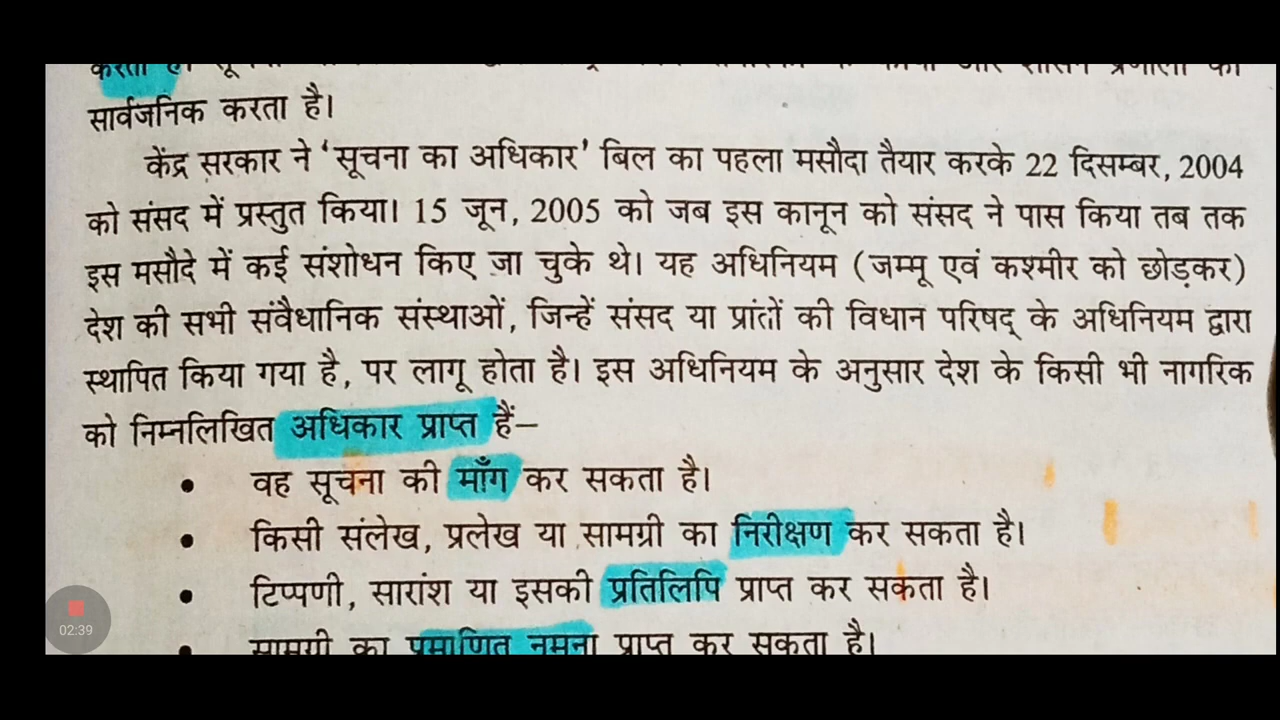 करता है।
सार्वजनिक करता है।
केंद्र सरकार ने ‘सूचना का अधिकार’ बिल का पहला मसौदा तैयार करके 22 दिसम्बर, 2004
को संसद में प्रस्तुत किया। 15 जून, 2005 को जब इस कानून को संसद ने पास किया तब तक
इस मसौदे में कई संशोधन किए जा चुके थे। यह अधिनियम (जम्मू एवं कश्मीर को छोड़कर)
देश की सभी संवैधानिक संस्थाओं, जिन्हें संसद या प्रांतों की विधान परिषद् के अधिनियम द्वारा
स्थापित किया गया है, पर लागू होता है। इस अधिनियम के अनुसार देश के किसी भी नागरिक
को निम्नलिखित अधिकार प्राप्त हैं–
• वह सूचना की माँग कर सकता है।
• किसी संलेख, प्रलेख या सामग्री का निरीक्षण कर सकता है।
• टिप्पणी, सारांश या इसकी प्रतिलिपि प्राप्त कर सकता है।
• सामग्री का प्रमाणित नमूना प्राप्त कर सकता है।
02:39